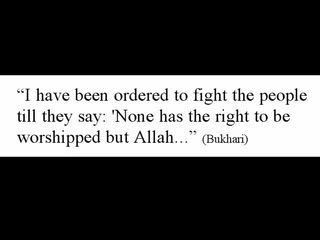 “I have been ordered to fight the people
till they say: 'None has the right to be
worshipped but Allah...” (Bukhari)